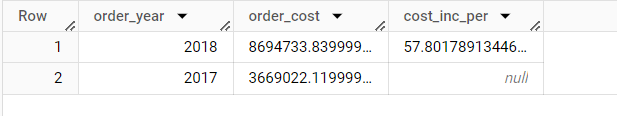 Row order_year order_cost cost_inc_per
1 2018 8694733.839999... 57.80178913446...
2 2017 3669022.119999... null